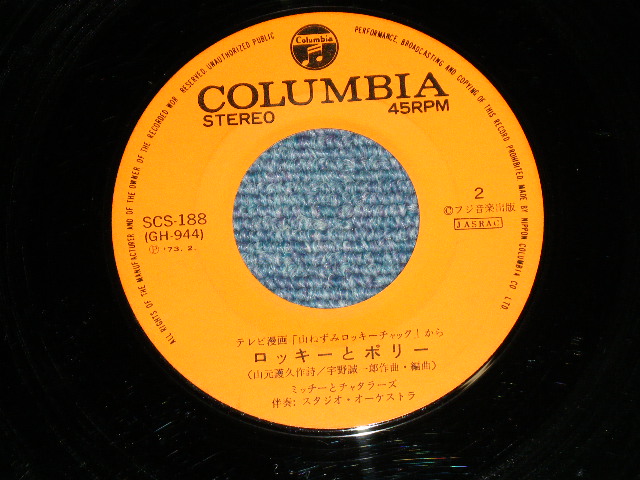 ALL RIGHTS OF THE MANUFACTURER AND OF THE OWNER OF THE RECORDED WORK RESERVED. UNAUTHORIZED PUBLIC PERFORMANCE, BROADCASTING AND COPYING OF THIS RECORD PROHIBITED. MADE BY NIPPON COLUMBIA CO. LTD
Columbia
COLUMBIA
STEREO
45RPM
SCS-188
(GH-944)
Ⓟ '73. 2.
2
©フジ音楽出版
JASRAC
テレビ漫画「山ねずみロッキーチャック」から
ロッキーとポリー
(山元護久作詩/宇野誠一郎作曲・編曲)
ミッチーとチャタラーズ
伴奏:スタジオ・オーケストラ